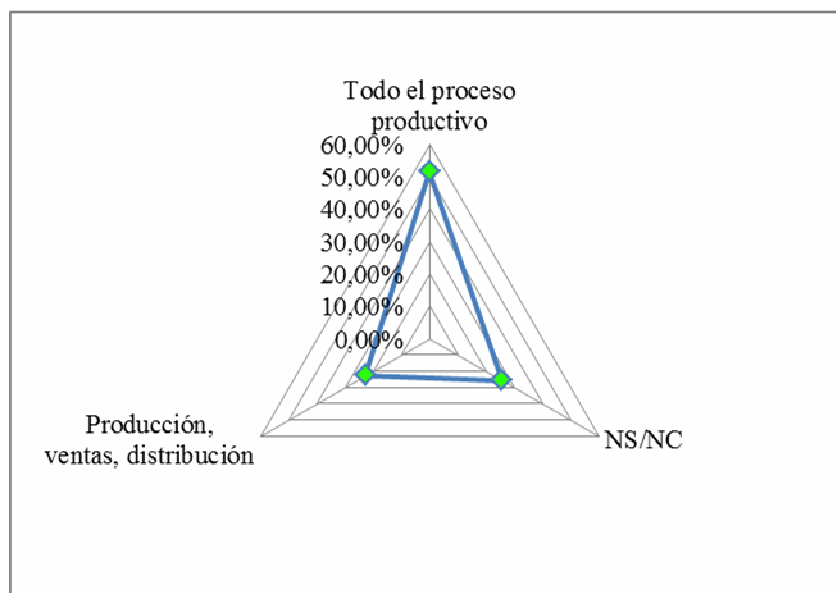 Todo el proceso
productivo
60,00%
50,00%
40,00%
30,00%
20,00%
10,00%
0,00%
Producción,
ventas, distribución
NS/NC